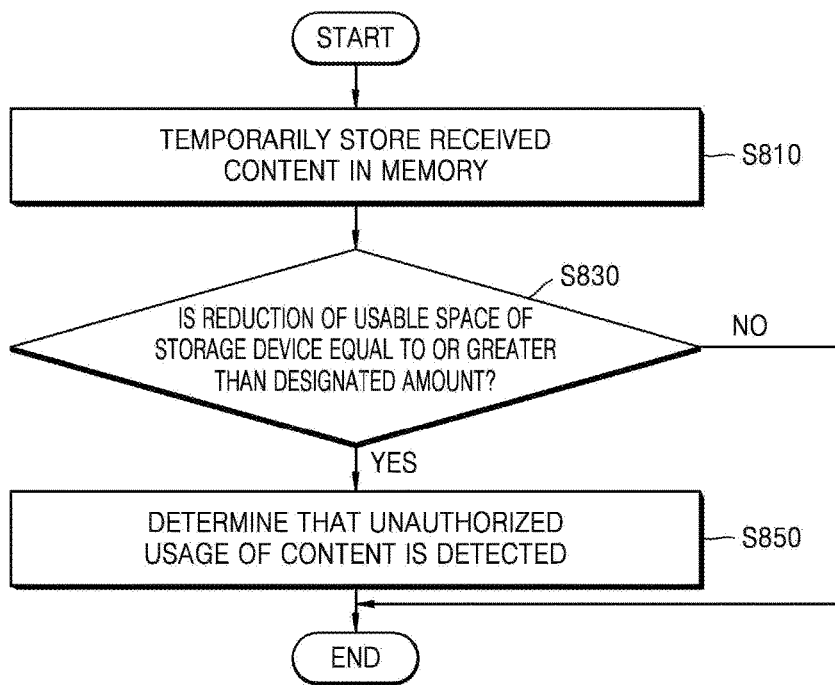 START
TEMPORARILY STORE RECEIVED
CONTENT IN MEMORY
S810
S830
IS REDUCTION OF USABLE SPACE OF
STORAGE DEVICE EQUAL TO OR GREATER
THAN DESIGNATED AMOUNT?
NO
YES
DETERMINE THAT UNAUTHORIZED
USAGE OF CONTENT IS DETECTED
S850
END